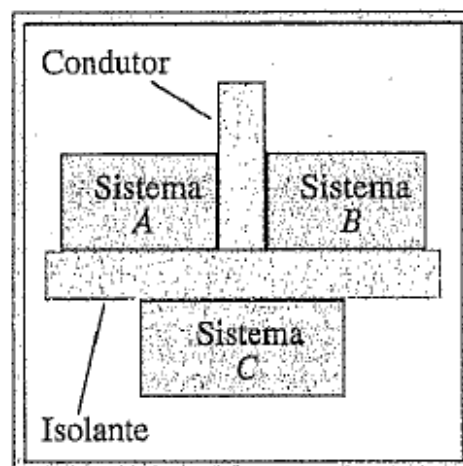 Condutor
Sistema
A
Sistema
B
Sistema
C
Isolante